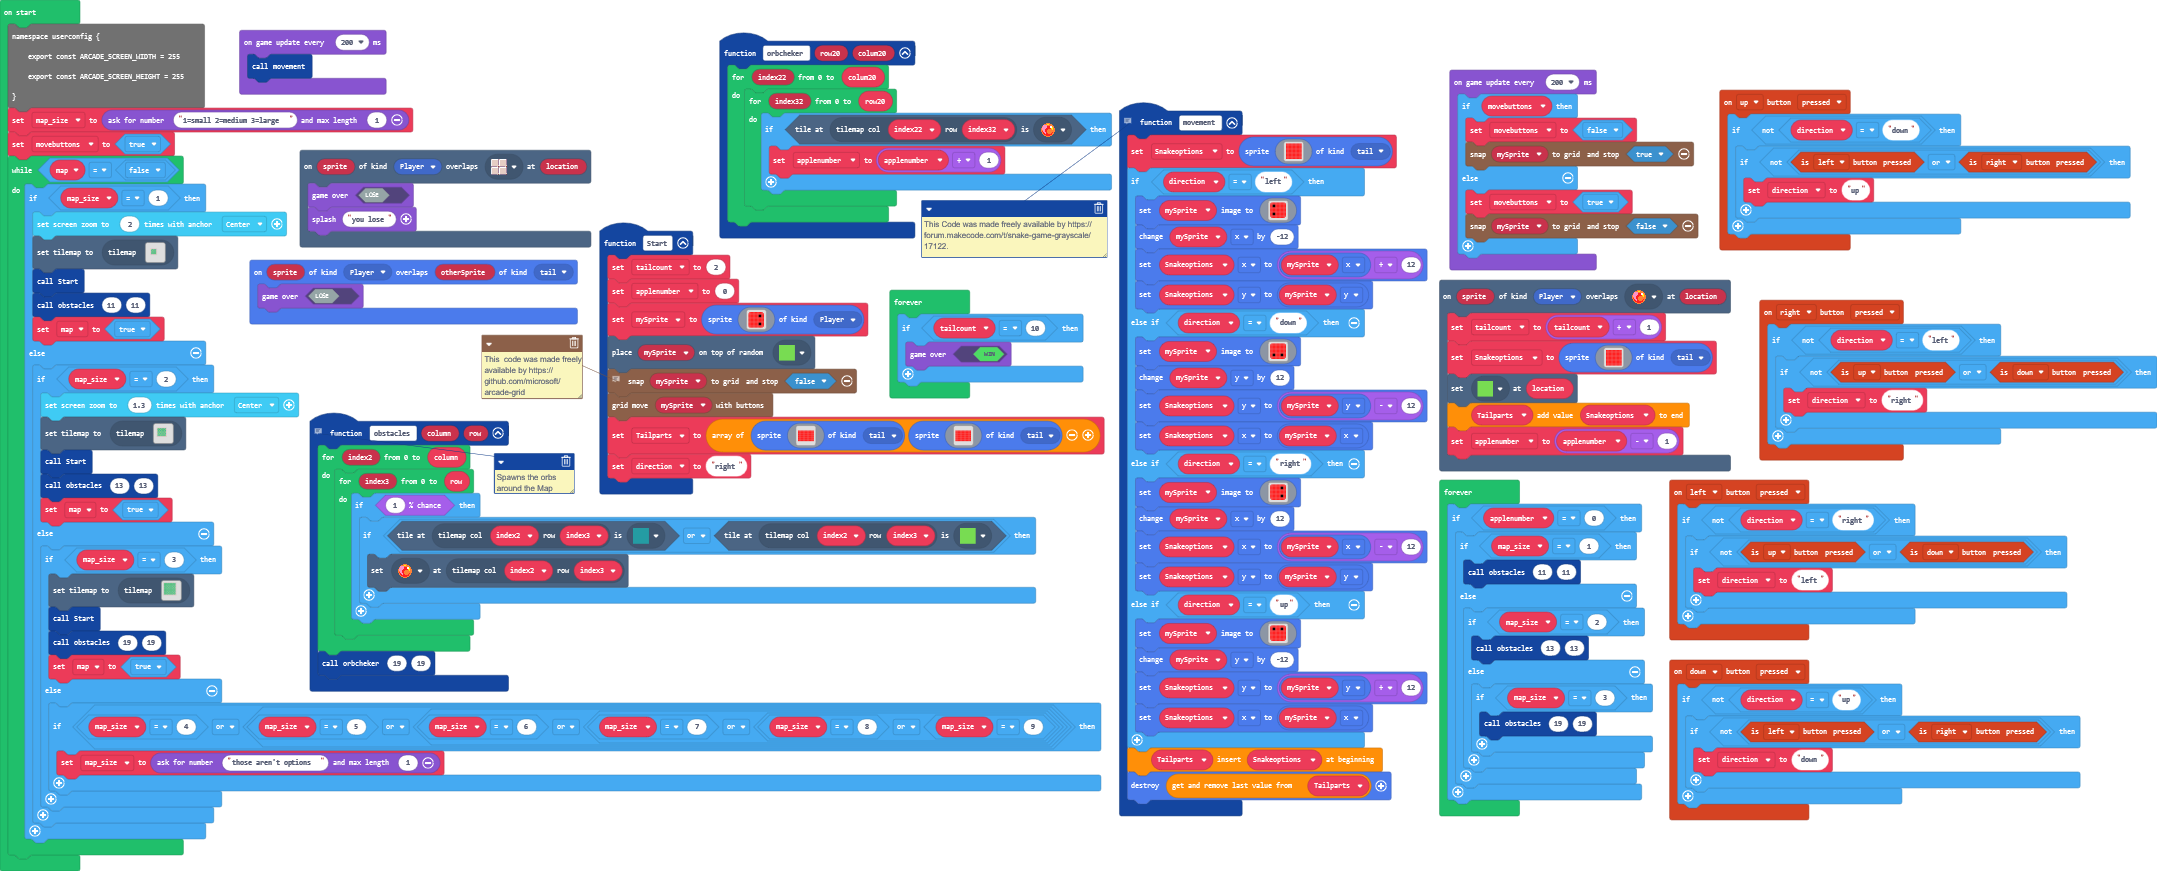 on start
namespace userconfig {
export const ARCADE_SCREEN_WIDTH = 255
export const ARCADE_SCREEN_HEIGHT = 255
}
set map_size to ask for number "1=small 2=medium 3=large " and max length 1
set movebuttons to true
while map = false
do
if map_size = 1 then
set screen zoom to 2 times with anchor Center
set tilemap to tilemap
call Start
call obstacles 11 11
set map to true
else
if map_size = 2 then
set screen zoom to 1.3 times with anchor Center
set tilemap to tilemap
call Start
call obstacles 13 13
set map to true
else
if map_size = 3 then
set tilemap to tilemap
call Start
call obstacles 19 19
set map to true
else
if map_size = 4 or map_size = 5 or map_size = 6 or map_size = 7 or map_size = 8 or map_size = 9 then
set map_size to ask for number "those aren't options " and max length 1
on game update every 200 ms
call movement
on sprite of kind Player overlaps at location
game over LOSE
splash "you lose "
on sprite of kind Player overlaps otherSprite of kind tail
game over LOSE
This code was made freely
available by https://
github.com/microsoft/
arcade-grid
function obstacles column row
for index2 from 0 to column
do
for index3 from 0 to row
do
if 1 % chance then
if tile at tilemap col index2 row index3 is or tile at tilemap col index2 row index3 is then
set at tilemap col index2 row index3
call orbcheker 19 19
Spawns the orbs
around the Map
function Start
set tailcount to 2
set applenumber to 0
set mySprite to sprite of kind Player
place mySprite on top of random
snap mySprite to grid and stop false
grid move mySprite with buttons
set Tailparts to array of sprite of kind tail sprite of kind tail
set direction to "right"
function orbcheker row20 colum20
for index22 from 0 to colum20
do
for index32 from 0 to row20
do
if tile at tilemap col index22 row index32 is then
set applenumber to applenumber + 1
This Code was made freely available by https://
forum.makecode.com/t/snake-game-grayscale/
17122.
forever
if tailcount = 10 then
game over WIN
function movement
set Snakeoptions to sprite of kind tail
if direction = "left" then
set mySprite image to
change mySprite x by -12
set Snakeoptions x to mySprite x + 12
set Snakeoptions y to mySprite y
else if direction = "down" then
set mySprite image to
change mySprite y by 12
set Snakeoptions y to mySprite y - 12
set Snakeoptions x to mySprite x
else if direction = "right" then
set mySprite image to
change mySprite x by 12
set Snakeoptions x to mySprite x - 12
set Snakeoptions y to mySprite y
else if direction = "up" then
set mySprite image to
change mySprite y by -12
set Snakeoptions y to mySprite y + 12
set Snakeoptions x to mySprite x
Tailparts insert Snakeoptions at beginning
destroy get and remove last value from Tailparts
on game update every 200 ms
if movebuttons then
set movebuttons to false
snap mySprite to grid and stop true
else
set movebuttons to true
snap mySprite to grid and stop false
on sprite of kind Player overlaps at location
set tailcount to tailcount + 1
set Snakeoptions to sprite of kind tail
set at location
Tailparts add value Snakeoptions to end
set applenumber to applenumber - 1
forever
if applenumber = 0 then
if map_size = 1 then
call obstacles 11 11
else
if map_size = 2 then
call obstacles 13 13
else
if map_size = 3 then
call obstacles 19 19
on up button pressed
if not direction = "down" then
if not is left button pressed or is right button pressed then
set direction to "up"
on right button pressed
if not direction = "left" then
if not is up button pressed or is down button pressed then
set direction to "right"
on left button pressed
if not direction = "right" then
if not is up button pressed or is down button pressed then
set direction to "left"
on down button pressed
if not direction = "up" then
if not is left button pressed or is right button pressed then
set direction to "down"